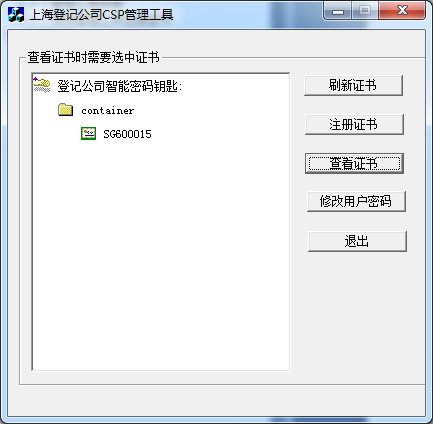 上海登记公司CSP管理工具
查看证书时需要选中证书
登记公司智能密码钥匙:
container
SG600015
刷新证书
注册证书
查看证书
修改用户密码
退出